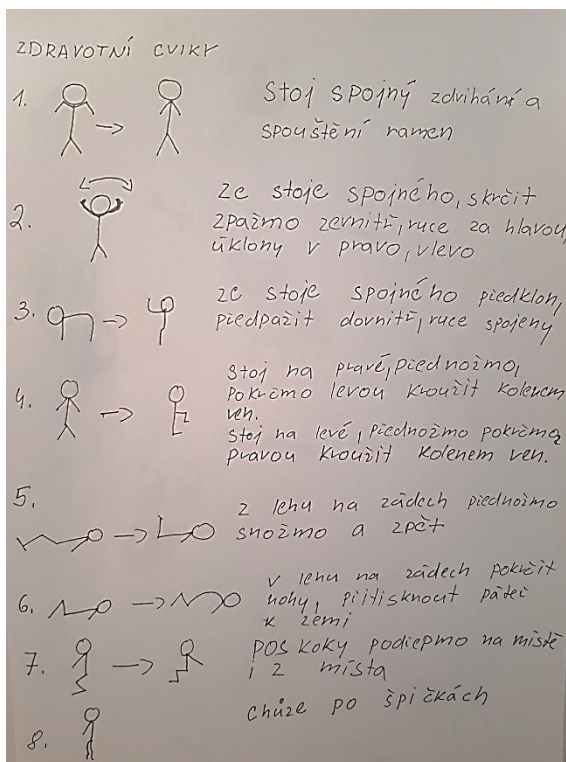 ZDRAVOTNÍ CVIKY
1. Stoj spojný zdvihání a
spouštění ramen
2. ze stoje spojného, skrčit
zpažmo zevnitř, ruce za hlavou,
úklony v pravo, vlevo
3. ze stoje spojného předklon,
předpažit dovnitř, ruce spojeny
4. Stoj na pravé, přednožmo,
pokrčmo levou kroužit kolenem
ven.
Stoj na levé, přednožmo pokrčmo,
pravou kroužit kolenem ven.
5. z lehu na zádech přednožmo
snožmo a zpět
6. v lehu na zádech pokrčit
nohy, přitisknout páteř
k zemi
7. poskoky podřepmo na místě
i z místa
8. chůze po špičkách